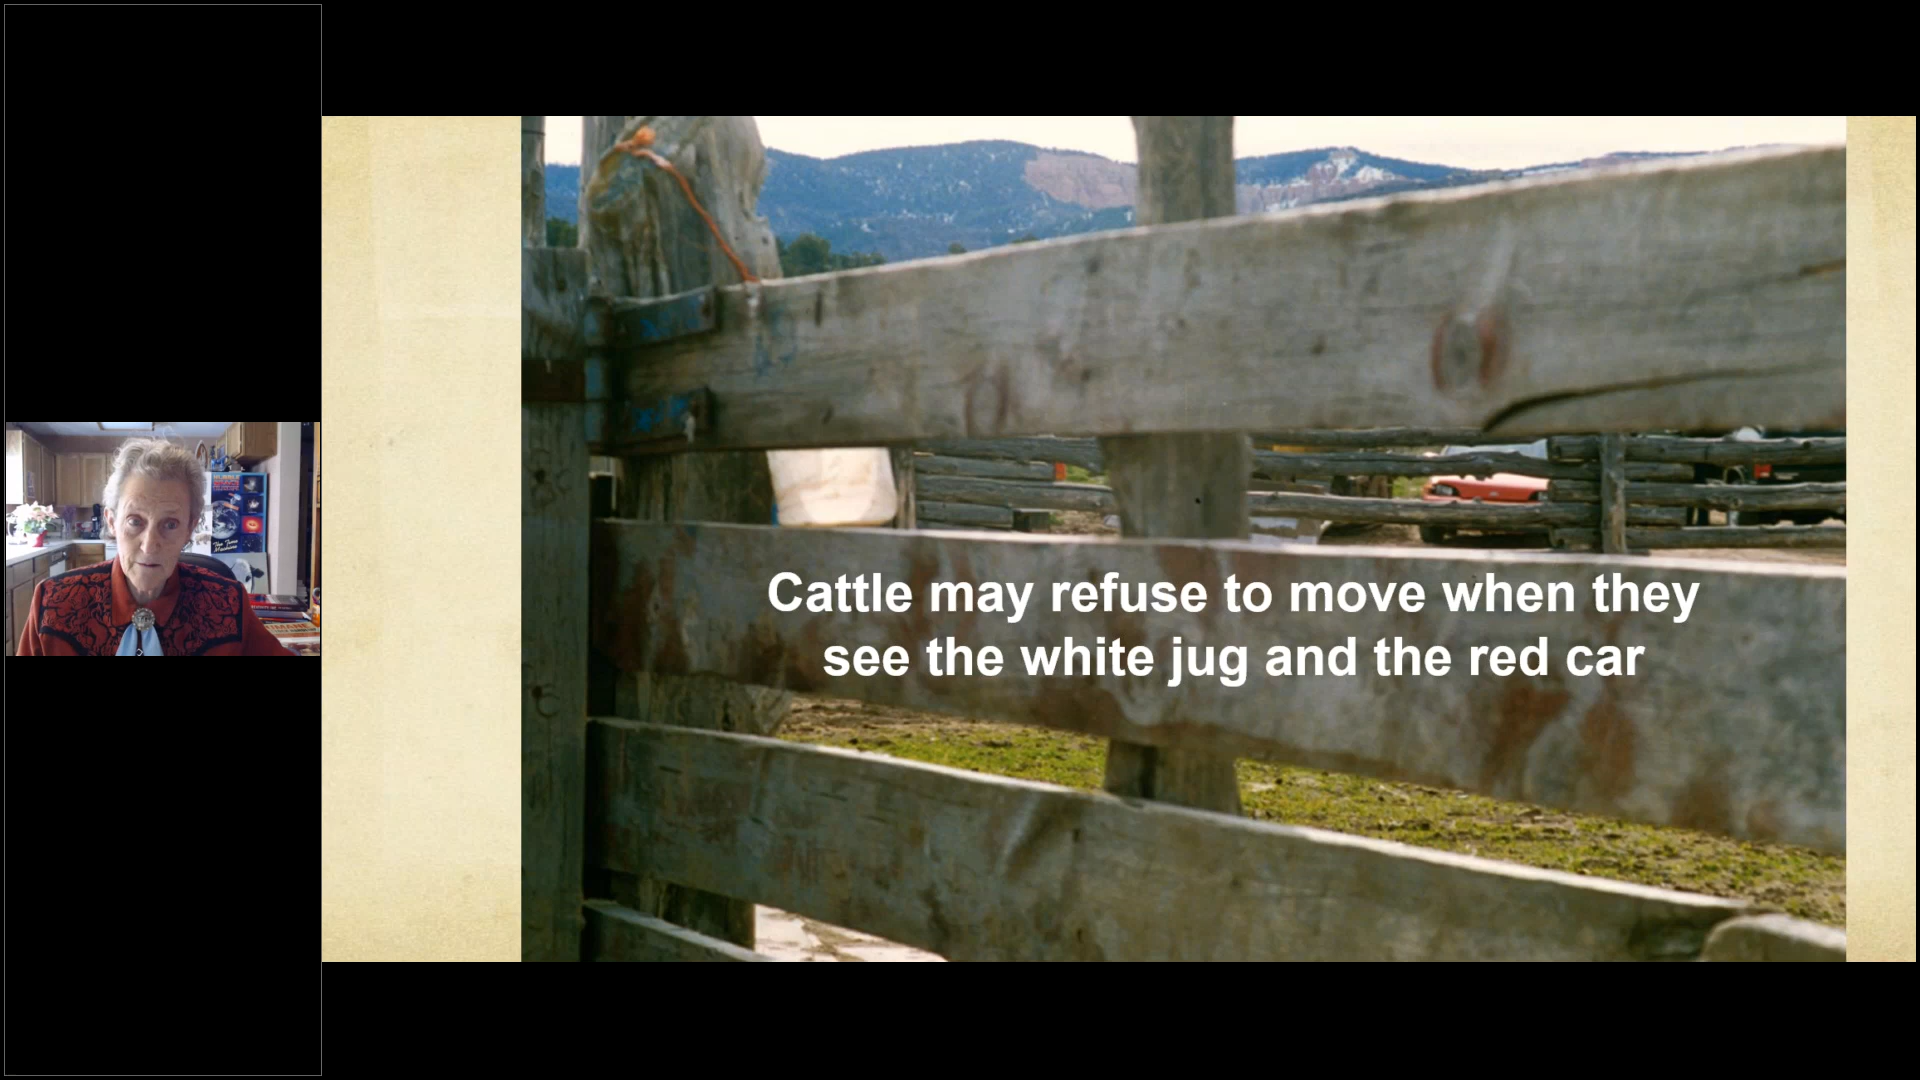 Cattle may refuse to move when they
see the white jug and the red car